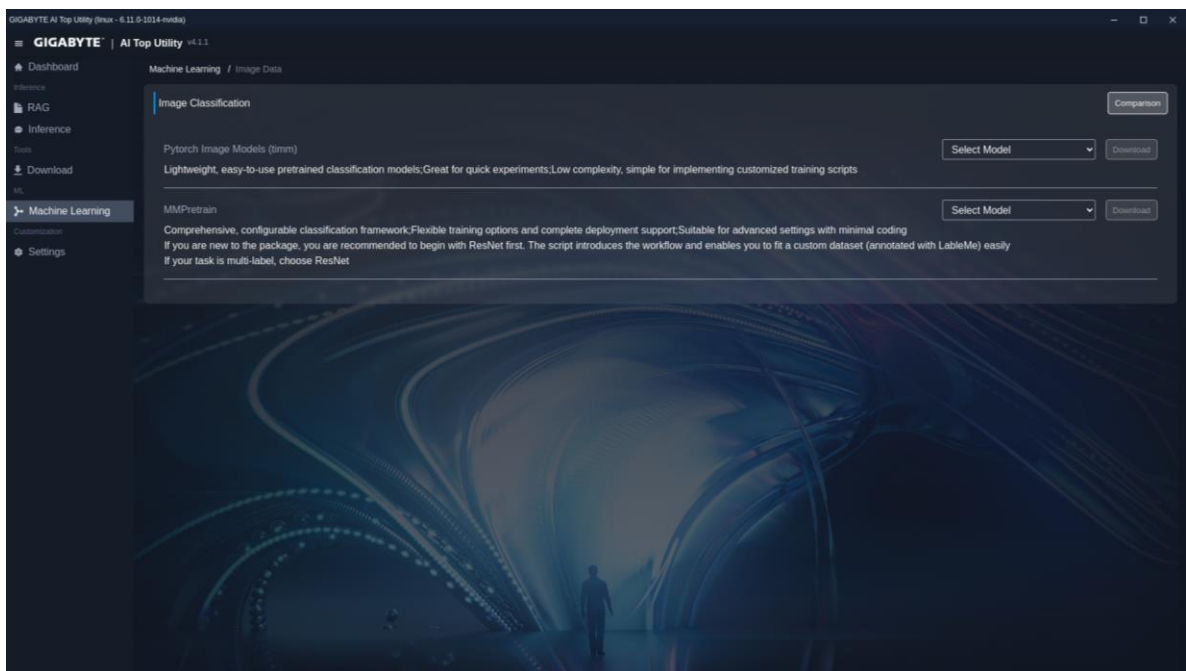 GIGABYTE AI Top Utility (linux - 6.11.0-1014-nvidia)
GIGABYTE™ | AI Top Utility v4.1.1
Dashboard
Machine Learning / Image Data
Inference
RAG
Inference
Tools
Download
ML
Machine Learning
Customization
Settings
Image Classification
Comparison
Pytorch Image Models (timm)
Select Model
Download
Lightweight, easy-to-use pretrained classification models;Great for quick experiments;Low complexity, simple for implementing customized training scripts
MMPretrain
Select Model
Download
Comprehensive, configurable classification framework;Flexible training options and complete deployment support;Suitable for advanced settings with minimal coding
If you are new to the package, you are recommended to begin with ResNet first. The script introduces the workflow and enables you to fit a custom dataset (annotated with LableMe) easily
If your task is multi-label, choose ResNet